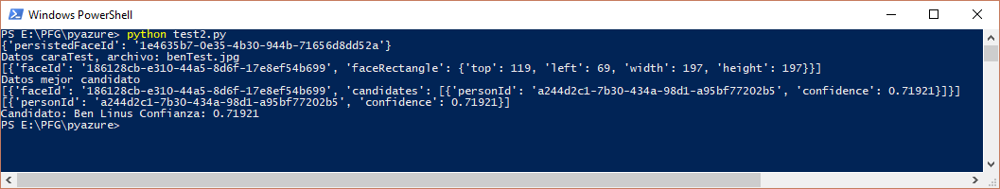 Windows PowerShell
PS E:\PFG\pyazure> python test2.py
{'persistedFaceId': '1e4635b7-0e35-4b30-944b-71656d8dd52a'}
Datos caraTest, archivo: benTest.jpg
[{'faceId': '186128cb-e310-44a5-8d6f-17e8ef54b699', 'faceRectangle': {'top': 119, 'left': 69, 'width': 197, 'height': 197}}]
Datos mejor candidato
[{'faceId': '186128cb-e310-44a5-8d6f-17e8ef54b699', 'candidates': [{'personId': 'a244d2c1-7b30-434a-98d1-a95bf77202b5', 'confidence': 0.71921}]}]
[{'personId': 'a244d2c1-7b30-434a-98d1-a95bf77202b5', 'confidence': 0.71921}]
Candidato: Ben Linus Confianza: 0.71921
PS E:\PFG\pyazure>